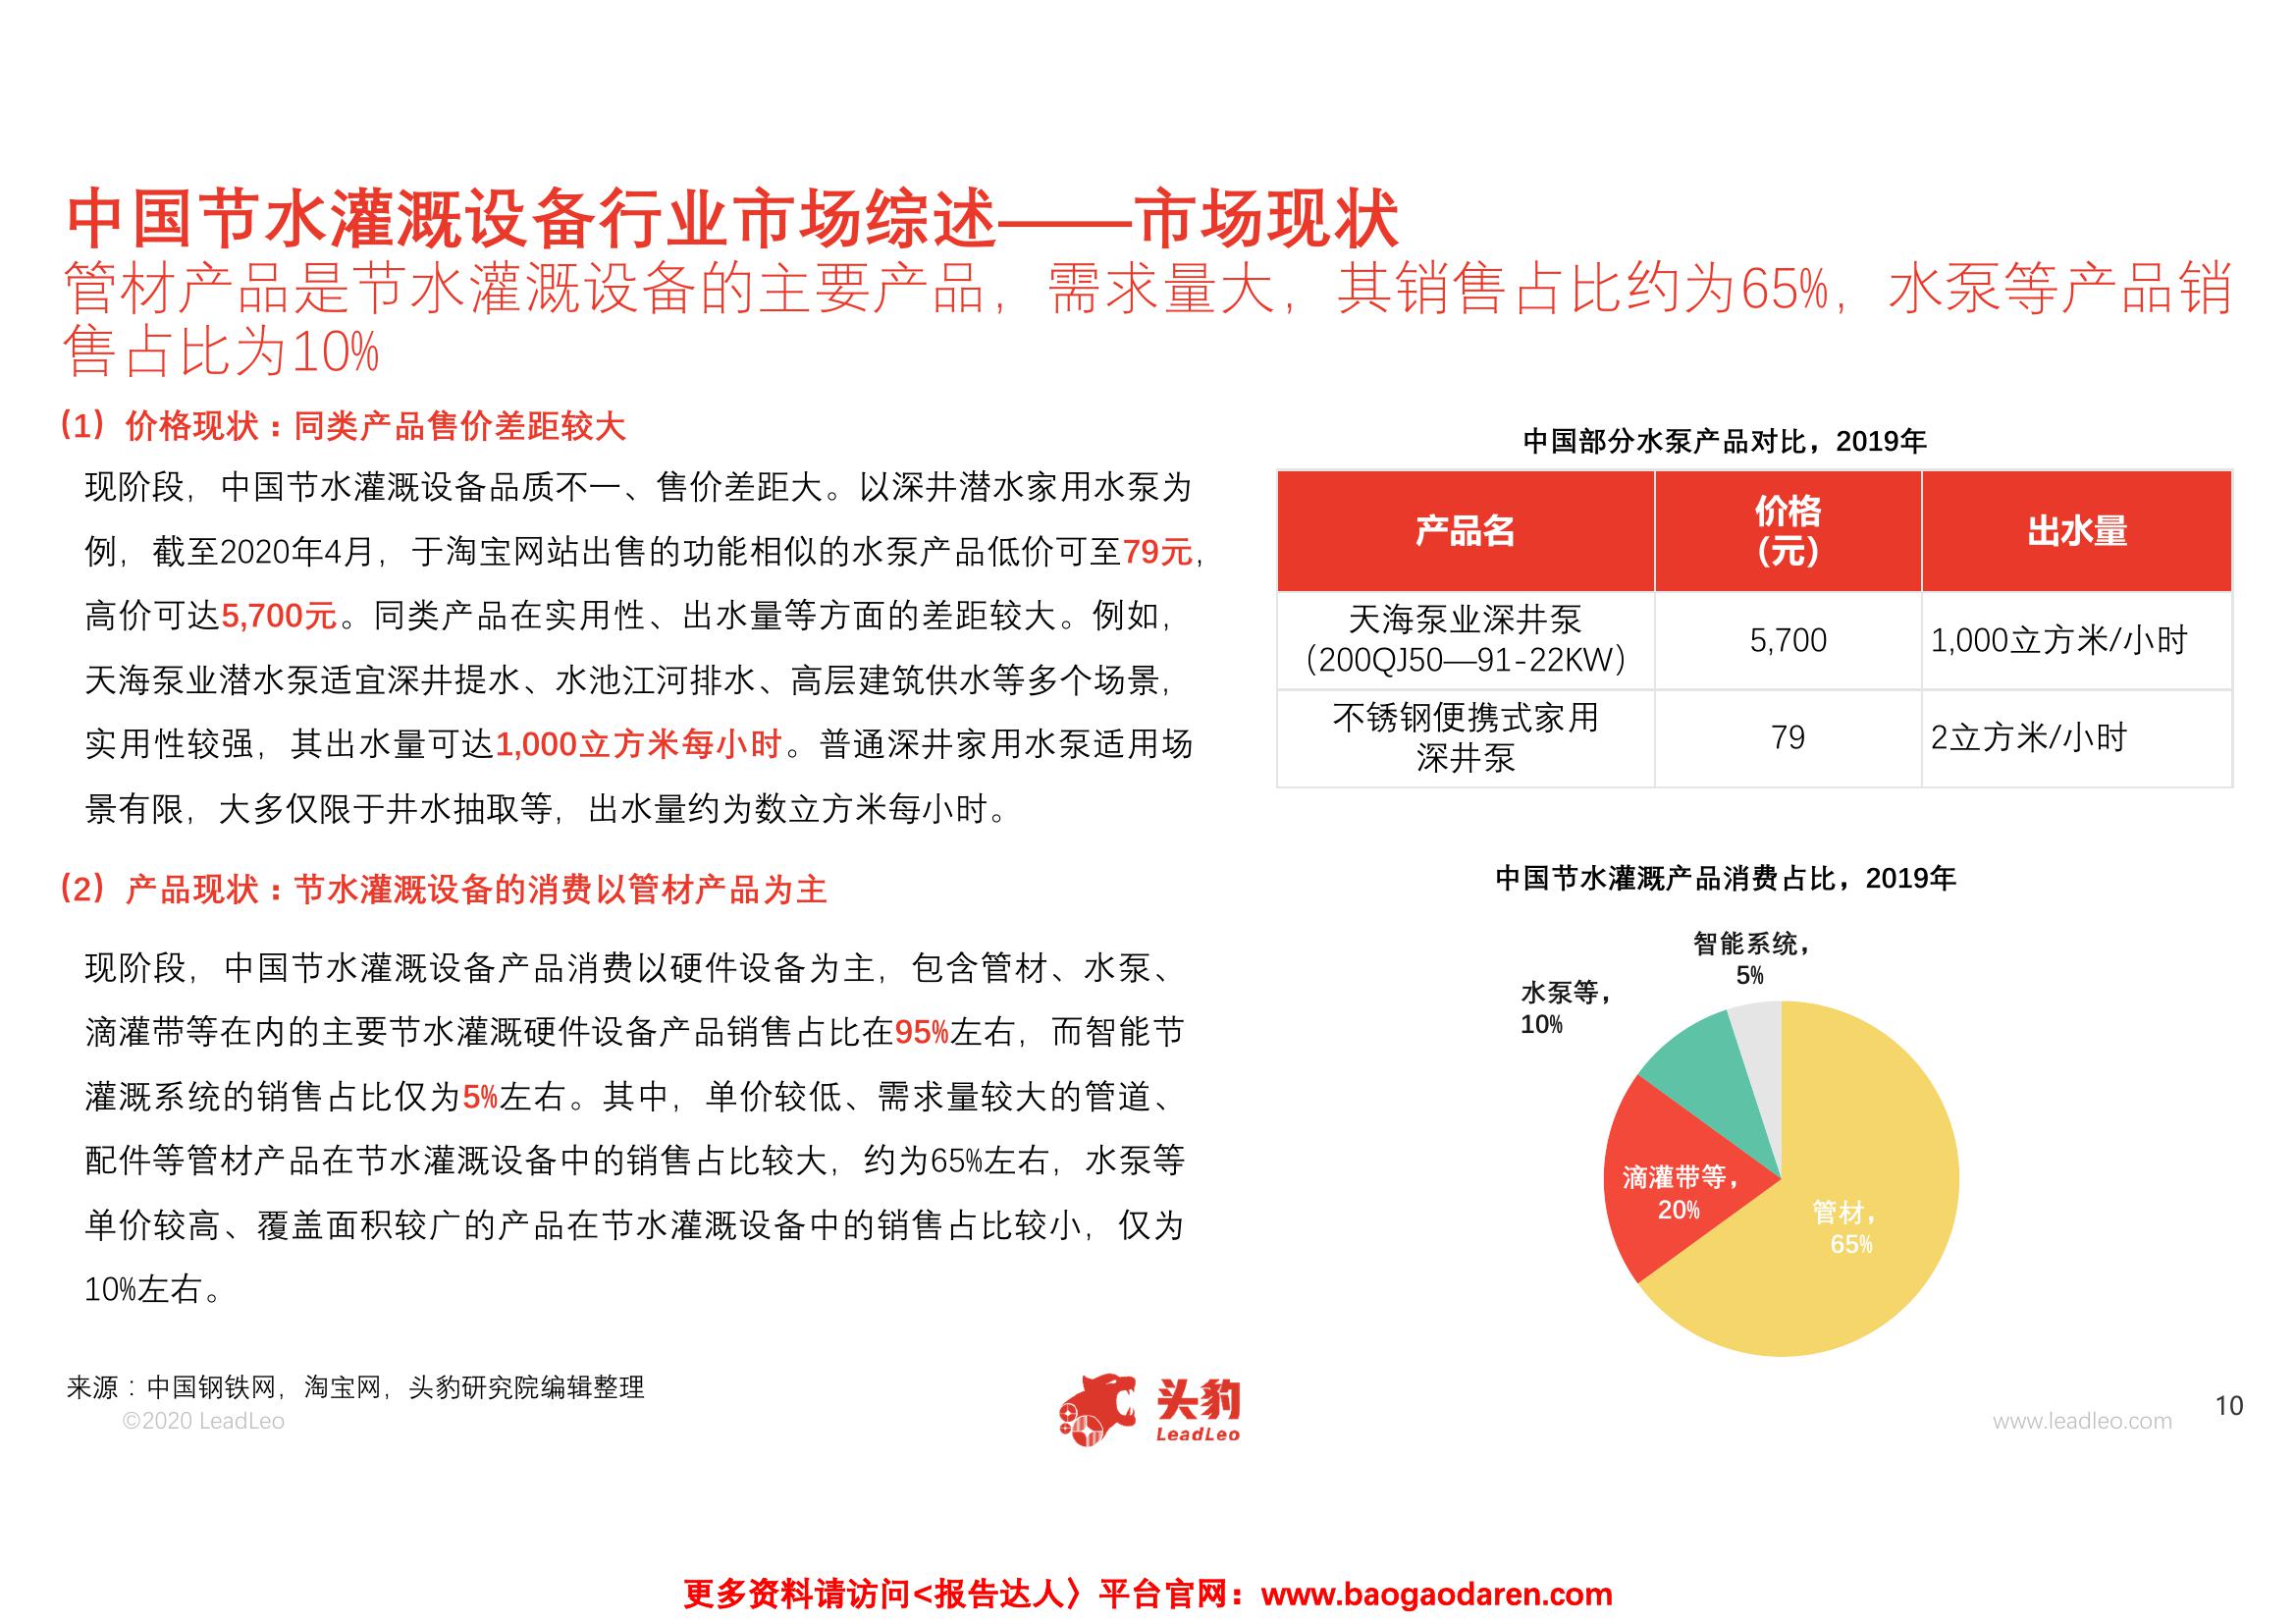 中国节水灌溉设备行业市场综述——市场现状
管材产品是节水灌溉设备的主要产品，需求量大，其销售占比约为65%，水泵等产品销
售占比为10%
（1）价格现状：同类产品售价差距较大
现阶段，中国节水灌溉设备品质不一、售价差距大。以深井潜水家用水泵为
例，截至2020年4月，于淘宝网站出售的功能相似的水泵产品低价可至79元，
高价可达5,700元。同类产品在实用性、出水量等方面的差距较大。例如，
天海泵业潜水泵适宜深井提水、水池江河排水、高层建筑供水等多个场景，
实用性较强，其出水量可达1,000立方米每小时。普通深井家用水泵适用场
景有限，大多仅限于井水抽取等，出水量约为数立方米每小时。
（2）产品现状：节水灌溉设备的消费以管材产品为主
现阶段，中国节水灌溉设备产品消费以硬件设备为主，包含管材、水泵、
滴灌带等在内的主要节水灌溉硬件设备产品销售占比在95%左右，而智能节
灌溉系统的销售占比仅为5%左右。其中，单价较低、需求量较大的管道、
配件等管材产品在节水灌溉设备中的销售占比较大，约为65%左右，水泵等
单价较高、覆盖面积较广的产品在节水灌溉设备中的销售占比较小，仅为
10%左右。
中国部分水泵产品对比，2019年
产品名
价格
（元）
出水量
天海泵业深井泵
（200QJ50—91-22KW）
5,700
1,000立方米/小时
不锈钢便携式家用
深井泵
79
2立方米/小时
中国节水灌溉产品消费占比，2019年
智能系统，
5%
水泵等，
10%
滴灌带等，
20%
管材，
65%
来源：中国钢铁网，淘宝网，头豹研究院编辑整理
©2020 LeadLeo
头豹
LeadLeo
www.leadleo.com
10
更多资料请访问<报告达人〉平台官网：www.baogaodaren.com